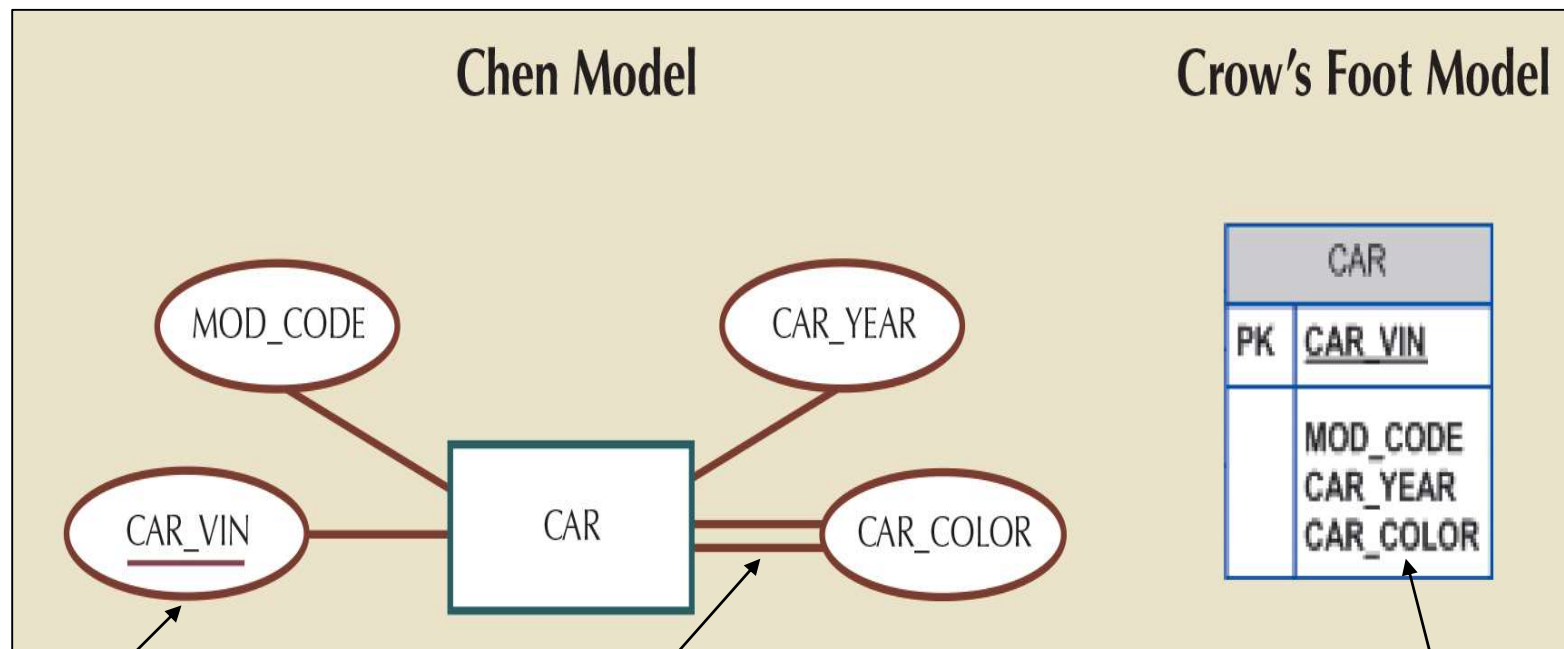 Chen Model
Crow's Foot Model
MOD_CODE
CAR_YEAR
CAR_VIN
CAR
CAR_COLOR
CAR
PK CAR_VIN
MOD_CODE
CAR_YEAR
CAR_COLOR